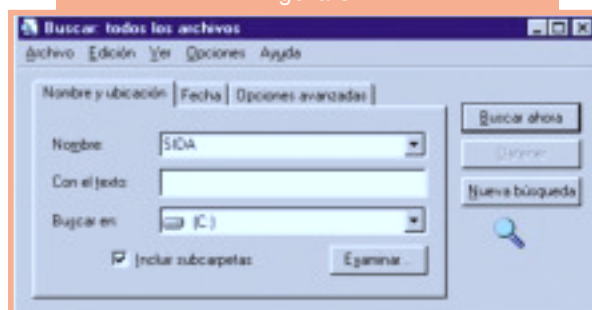 Buscar: todos los archivos
Archivo Edición Ver Opciones Ayuda
Nombre y ubicación Fecha Opciones avanzadas
Buscar ahora
Nombre: SIDA
Detener
Con el texto:
Nueva búsqueda
Buscar en: (C:)
Incluir subcarpetas Examinar...